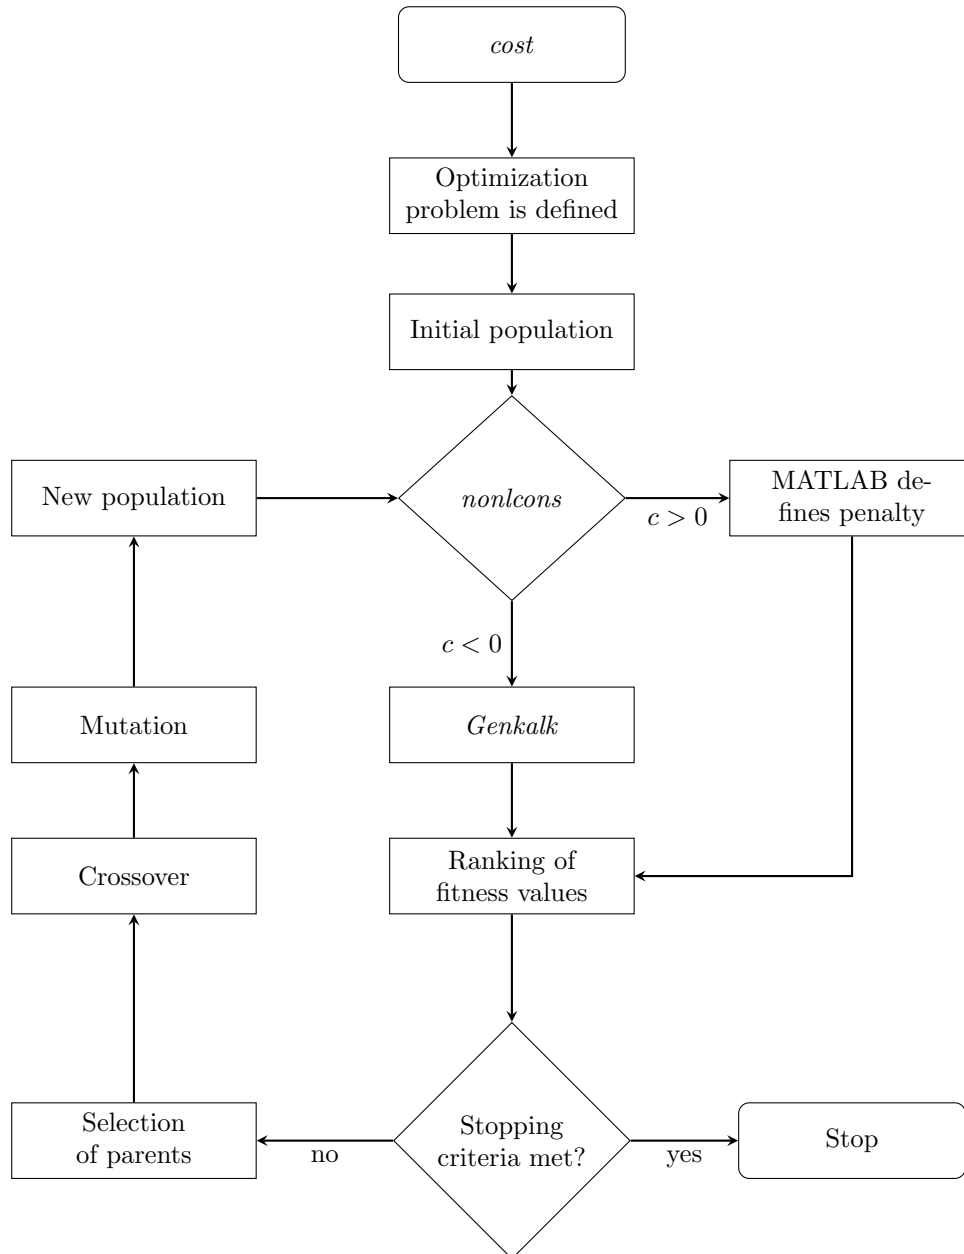 cost
Optimization
problem is defined
Initial population
New population
nonlcons
c > 0
MATLAB de-
fines penalty
c < 0
Mutation
Genkalk
Crossover
Ranking of
fitness values
Selection
of parents
no
Stopping
criteria met?
yes
Stop